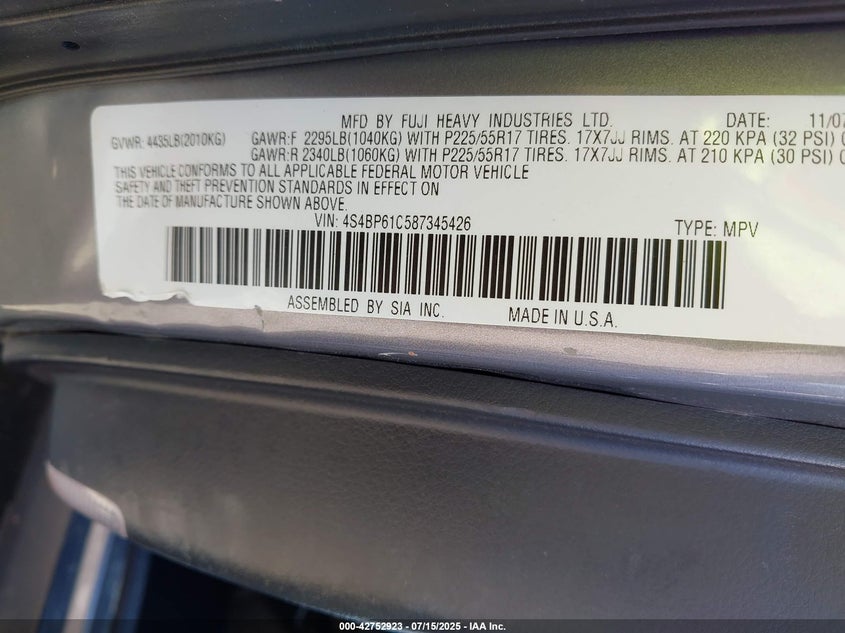 MFD BY FUJI HEAVY INDUSTRIES LTD. DATE: 11/07
GVWR: 4435LB(2010KG) GAWR:F 2295LB(1040KG) WITH P225/55R17 TIRES. 17X7JJ RIMS. AT 220 KPA (32 PSI) C
GAWR:R 2340LB(1060KG) WITH P225/55R17 TIRES. 17X7JJ RIMS. AT 210 KPA (30 PSI) C
THIS VEHICLE CONFORMS TO ALL APPLICABLE FEDERAL MOTOR VEHICLE
SAFETY AND THEFT PREVENTION STANDARDS IN EFFECT ON
THE DATE OF MANUFACTURE SHOWN ABOVE.
VIN: 4S4BP61C587345426 TYPE: MPV
ASSEMBLED BY SIA INC. MADE IN U.S.A.
000-42752923 - 07/15/2025 - IAA Inc.